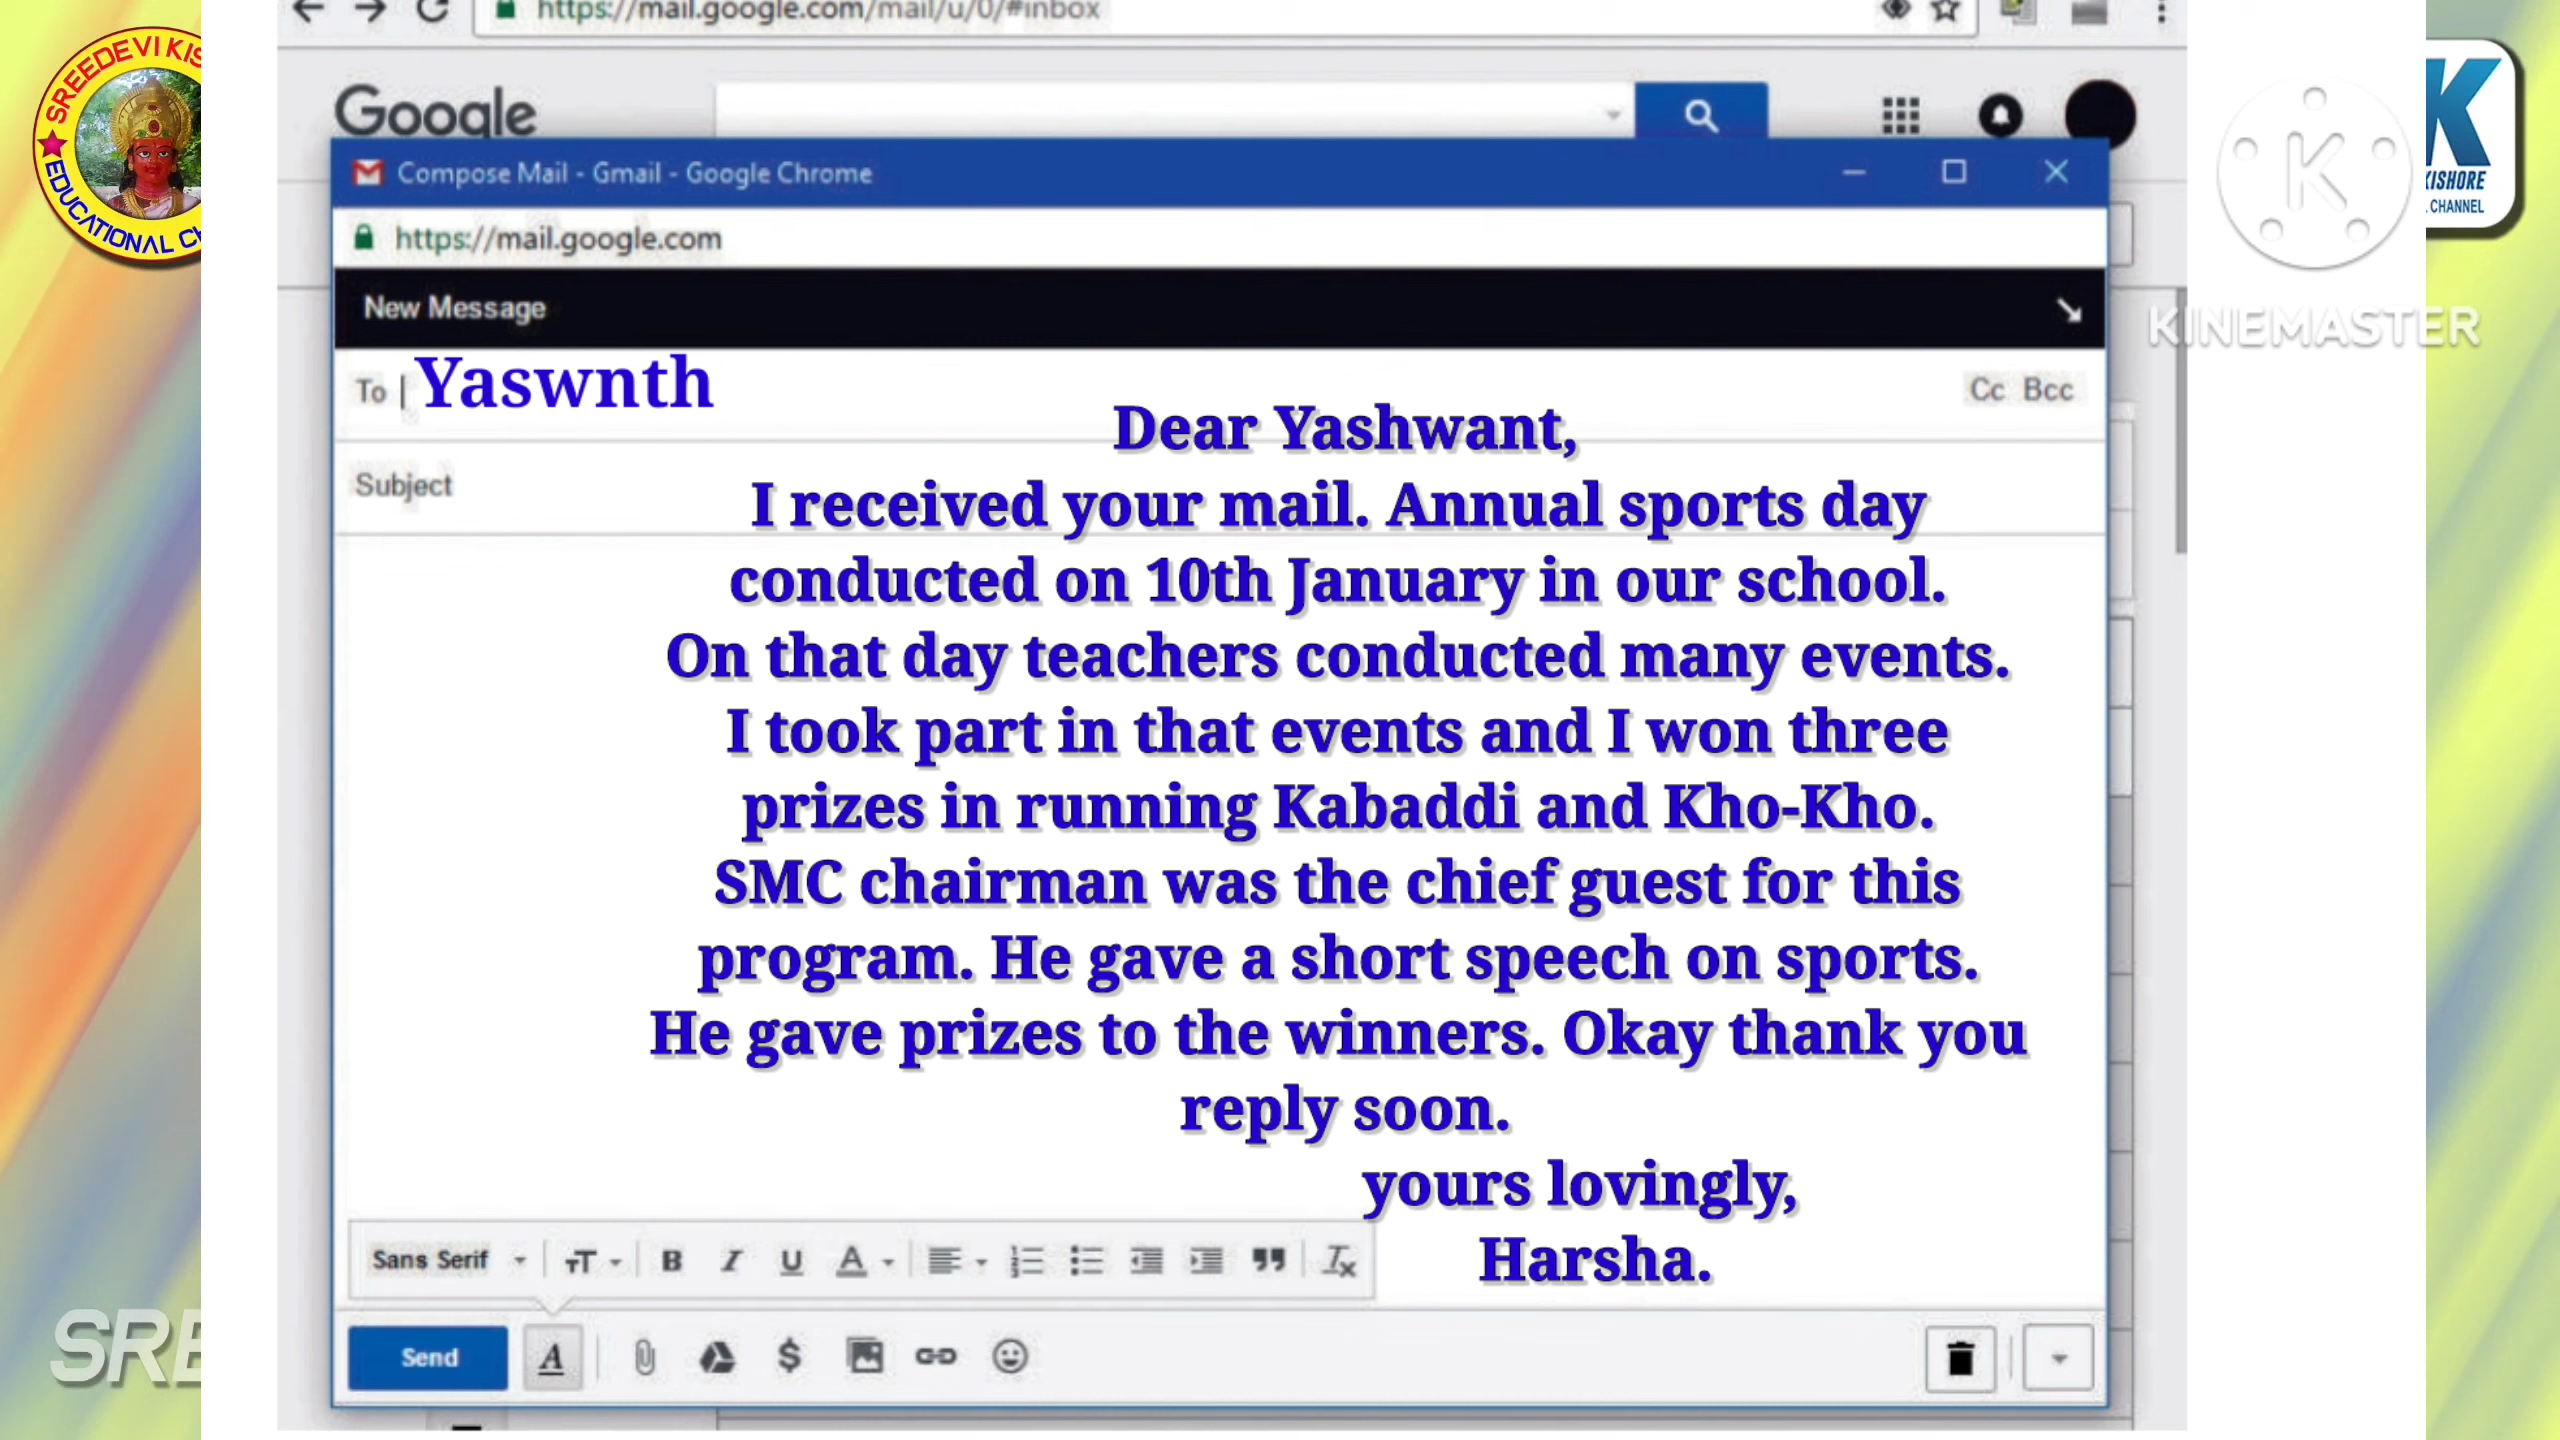 https://mail.google.com/mail/u/0/#inbox
SREEDEVI KIS
EDUCATIONAL CH
Google
K
KISHORE
CHANNEL
KINEMASTER
Compose Mail - Gmail - Google Chrome
https://mail.google.com
New Message
To Yaswnth
Cc Bcc
Subject
Dear Yashwant,
I received your mail. Annual sports day
conducted on 10th January in our school.
On that day teachers conducted many events.
I took part in that events and I won three
prizes in running Kabaddi and Kho-Kho.
SMC chairman was the chief guest for this
program. He gave a short speech on sports.
He gave prizes to the winners. Okay thank you
reply soon.
yours lovingly,
Harsha.
Sans Serif
Send
SRE